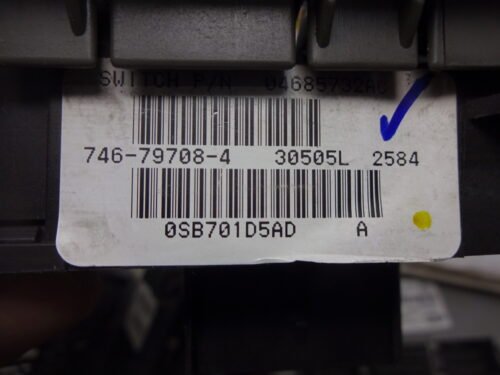 SWITCH P/N 04685732AC
746-79708-4 30505L 2584
0SB701D5AD A